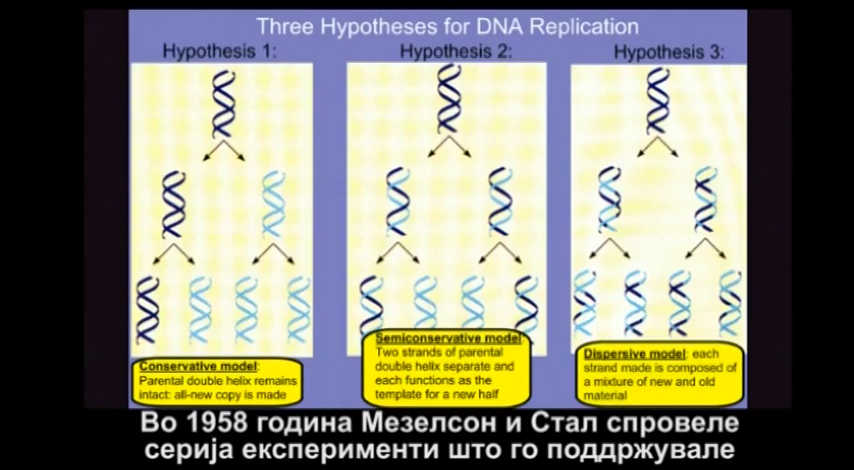 Three Hypotheses for DNA Replication
Hypothesis 1:
Hypothesis 2:
Hypothesis 3:
Conservative model:
Parental double helix remains
intact: all-new copy is made
Semiconservative model
Two strands of parental
double helix separate and
each functions as the
template for a new half
Dispersive model: each
strand made is composed of
a mixture of new and old
material
Во 1958 година Мезелсон и Стал спровеле
серија експерименти што го поддржувале